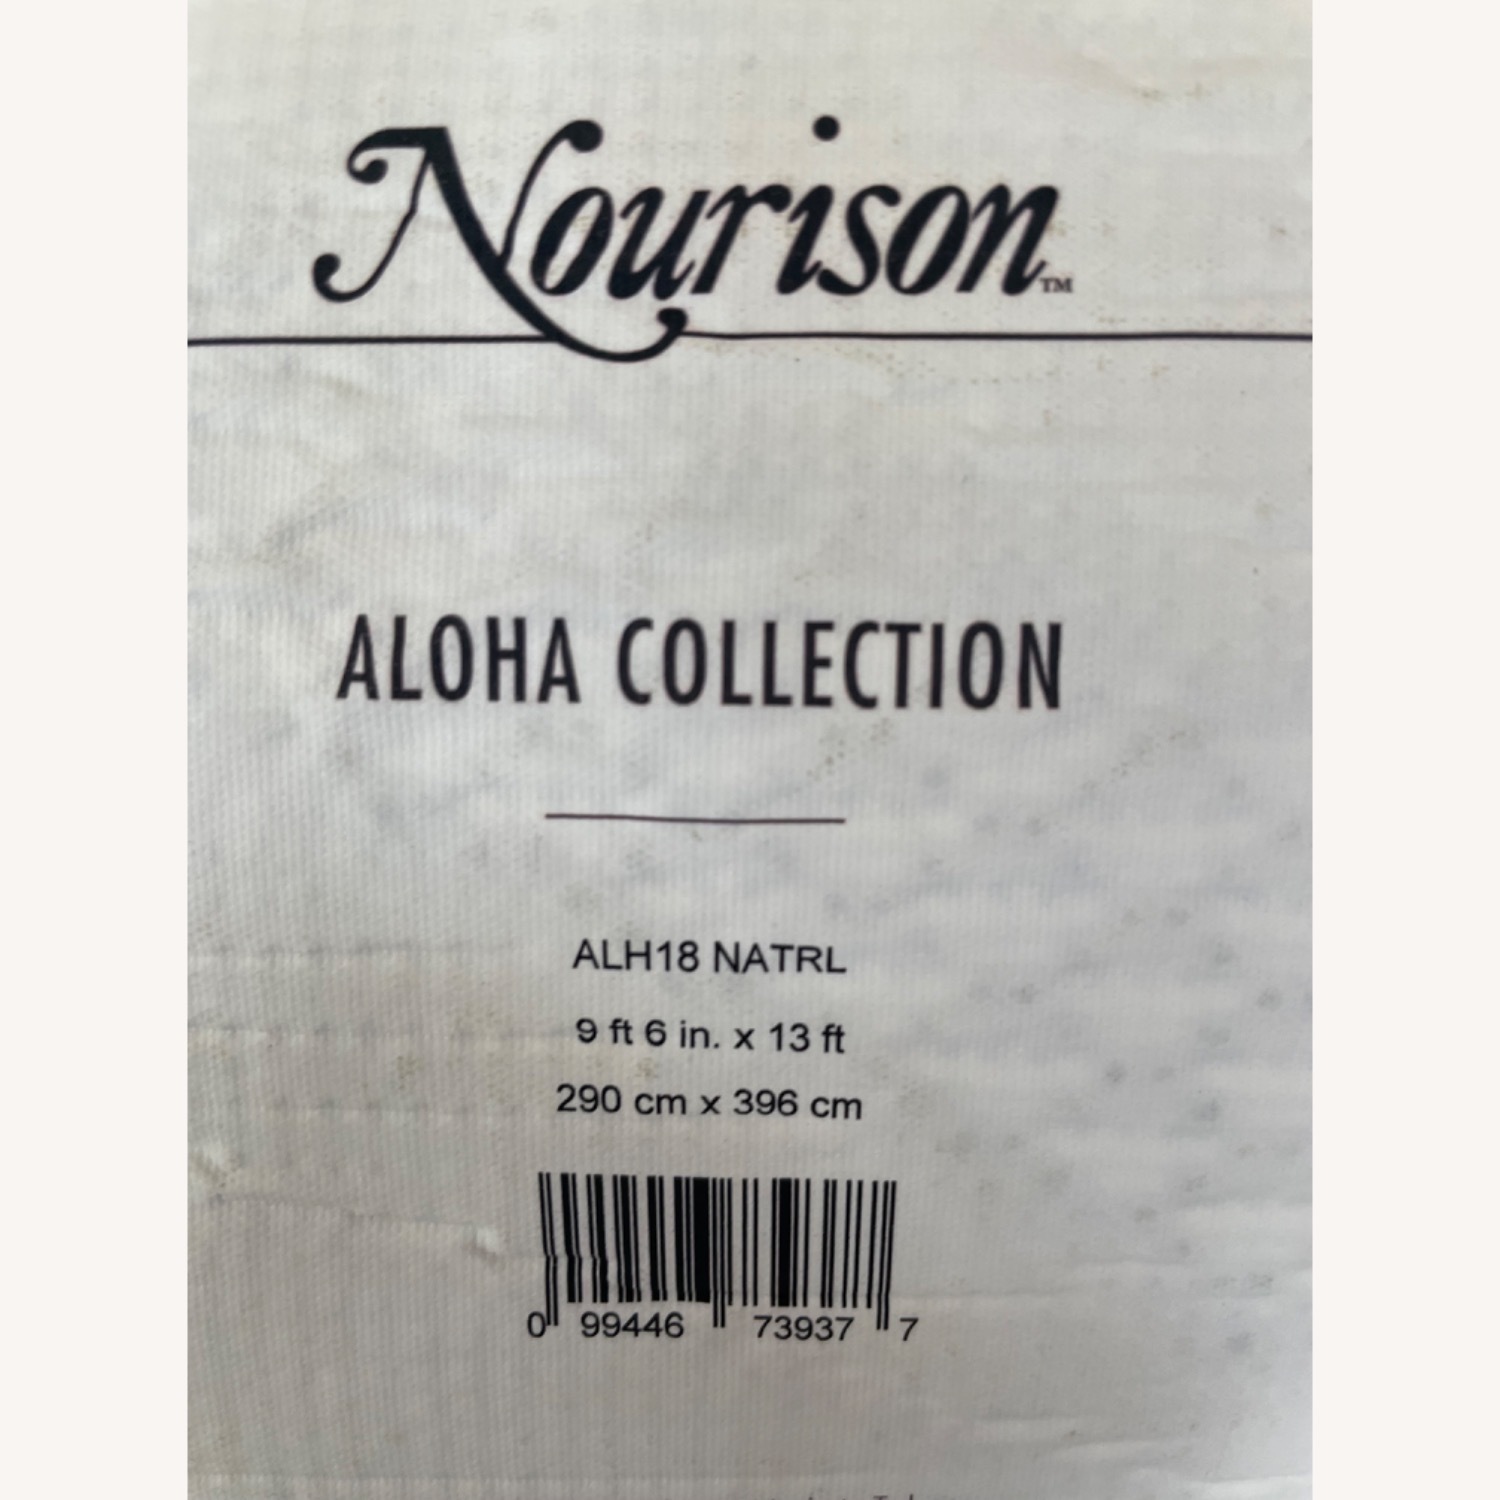 Nourison™
ALOHA COLLECTION
ALH18 NATRL
9 ft 6 in. x 13 ft
290 cm x 396 cm
0 99446 73937 7